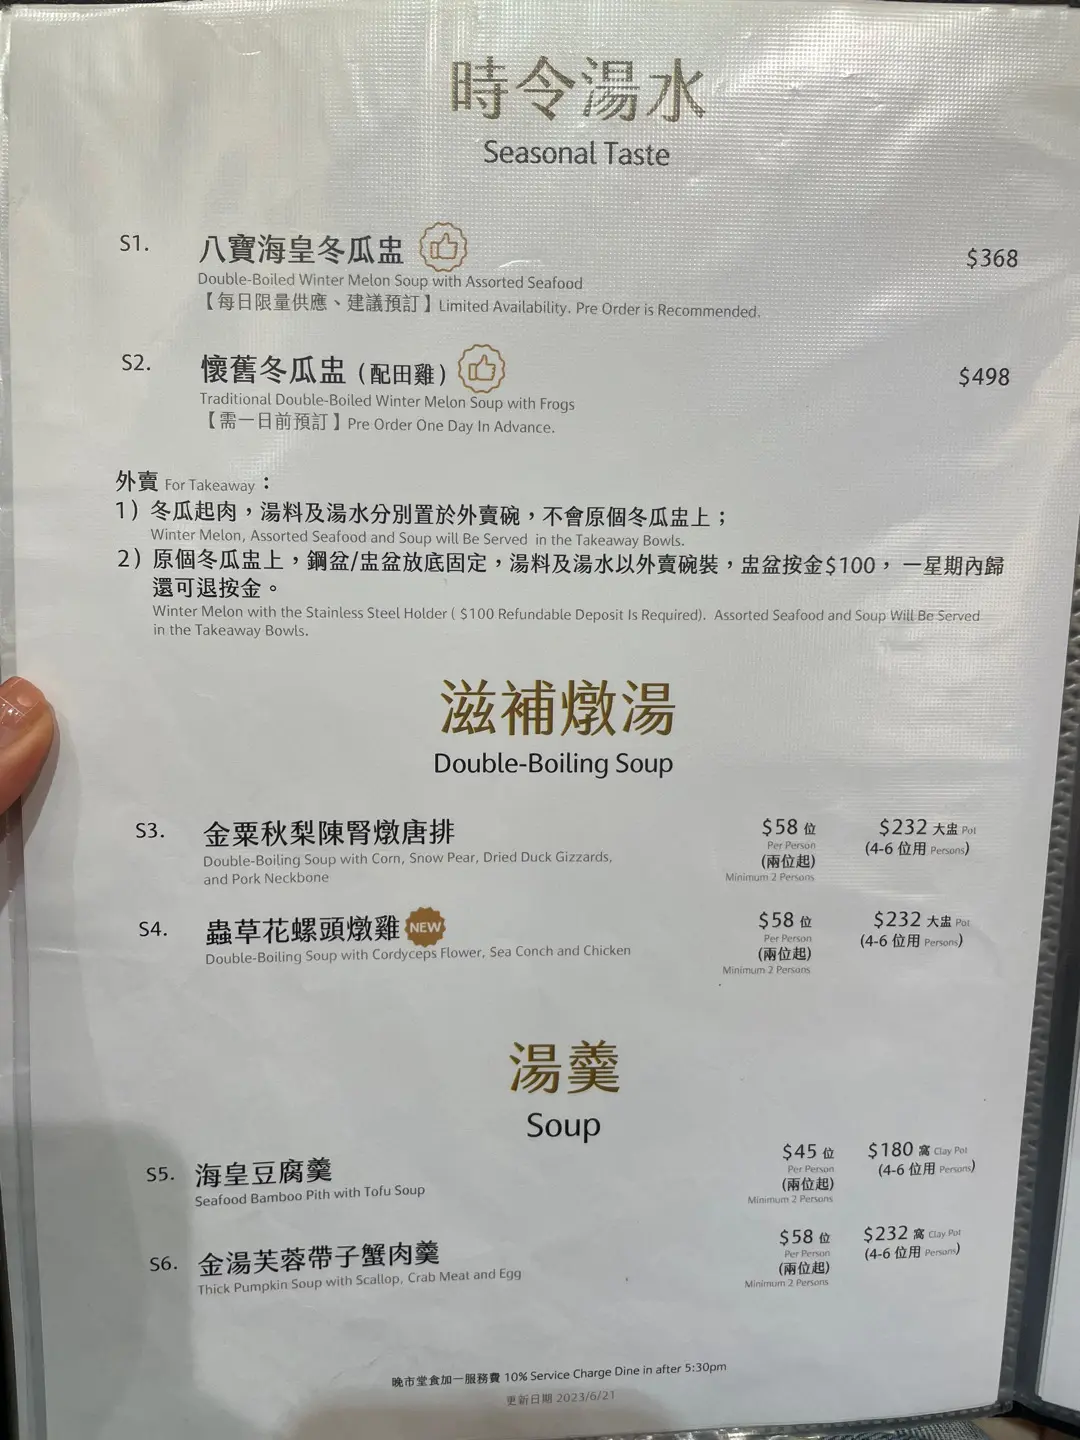 時令湯水
Seasonal Taste
S1. 八寶海皇冬瓜盅 $368
Double-Boiled Winter Melon Soup with Assorted Seafood
【每日限量供應、建議預訂】Limited Availability. Pre Order is Recommended.
S2. 懷舊冬瓜盅（配田雞） $498
Traditional Double-Boiled Winter Melon Soup with Frogs
【需一日前預訂】Pre Order One Day In Advance.
外賣 For Takeaway：
1）冬瓜起肉，湯料及湯水分別置於外賣碗，不會原個冬瓜盅上；
Winter Melon, Assorted Seafood and Soup will Be Served in the Takeaway Bowls.
2）原個冬瓜盅上，鋼盆/盅盆放底固定，湯料及湯水以外賣碗裝，盅盆按金$100，一星期內歸
還可退按金。
Winter Melon with the Stainless Steel Holder ( $100 Refundable Deposit Is Required). Assorted Seafood and Soup Will Be Served
in the Takeaway Bowls.
滋補燉湯
Double-Boiling Soup
S3. 金粟秋梨陳腎燉唐排 $58 位 $232 大盅 Pot
Double-Boiling Soup with Corn, Snow Pear, Dried Duck Gizzards, Per Person (4-6 位用 Persons)
and Pork Neckbone (兩位起)
Minimum 2 Persons
S4. 蟲草花螺頭燉雞 NEW $58 位 $232 大盅 Pot
Double-Boiling Soup with Cordyceps Flower, Sea Conch and Chicken Per Person (4-6 位用 Persons)
(兩位起)
Minimum 2 Persons
湯羹
Soup
S5. 海皇豆腐羹 $45 位 $180 窩 Clay Pot
Seafood Bamboo Pith with Tofu Soup Per Person (4-6 位用 Persons)
(兩位起)
Minimum 2 Persons
S6. 金湯芙蓉帶子蟹肉羹 $58 位 $232 窩 Clay Pot
Thick Pumpkin Soup with Scallop, Crab Meat and Egg Per Person (4-6 位用 Persons)
(兩位起)
Minimum 2 Persons
晚市堂食加一服務費 10% Service Charge Dine in after 5:30pm
更新日期 2023/6/21